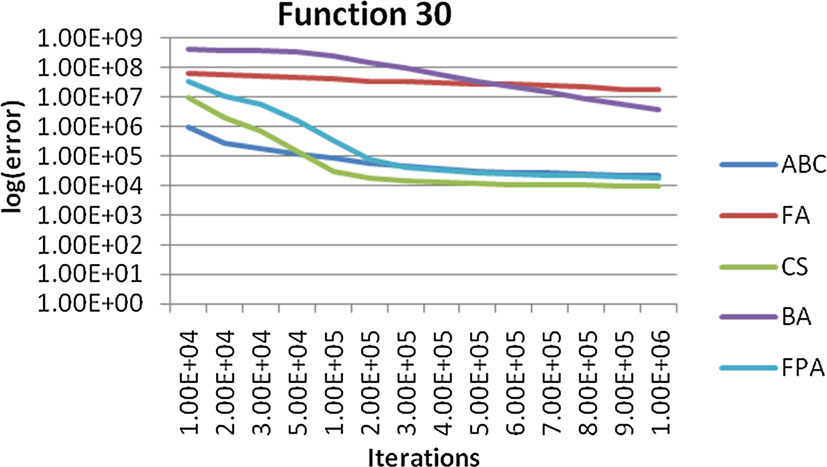 Function 30
log(error)
1.00E+09
1.00E+08
1.00E+07
1.00E+06
1.00E+05
1.00E+04
1.00E+03
1.00E+02
1.00E+01
1.00E+00
1.00E+04
2.00E+04
3.00E+04
5.00E+04
1.00E+05
2.00E+05
3.00E+05
4.00E+05
5.00E+05
6.00E+05
7.00E+05
8.00E+05
9.00E+05
1.00E+06
Iterations
ABC
FA
CS
BA
FPA